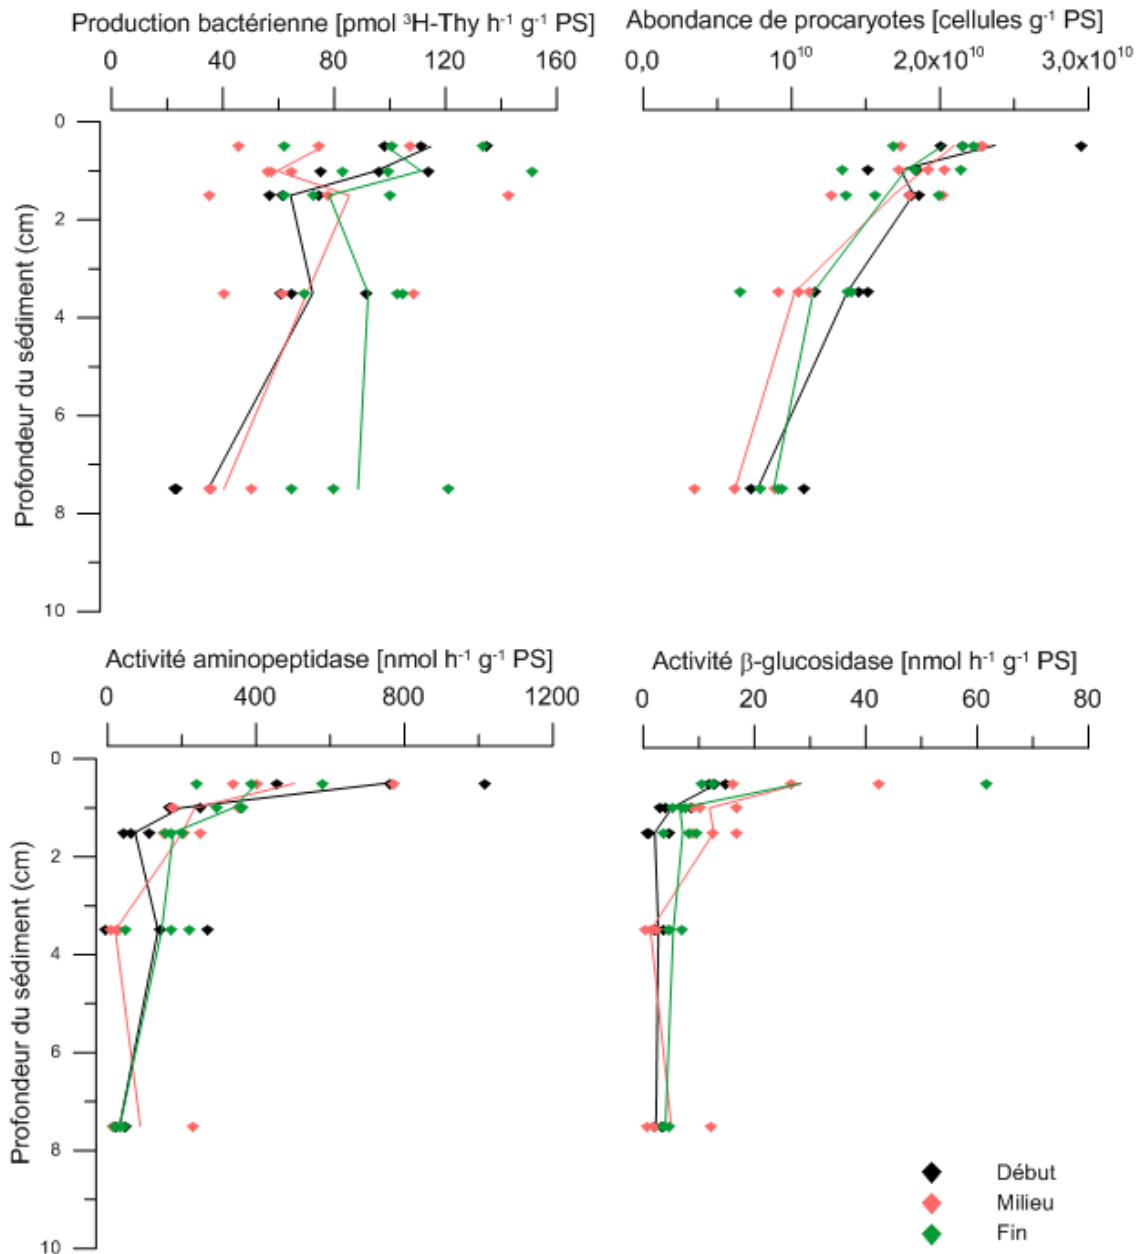 Production bactérienne [pmol ³H-Thy h⁻¹ g⁻¹ PS]
0 40 80 120 160
Abondance de procaryotes [cellules g⁻¹ PS]
0,0 10¹⁰ 2,0x10¹⁰ 3,0x10¹⁰
Profondeur du sédiment (cm)
0
2
4
6
8
10
Activité aminopeptidase [nmol h⁻¹ g⁻¹ PS]
0 400 800 1200
Activité β-glucosidase [nmol h⁻¹ g⁻¹ PS]
0 20 40 60 80
Profondeur du sédiment (cm)
0
2
4
6
8
10
Début
Milieu
Fin